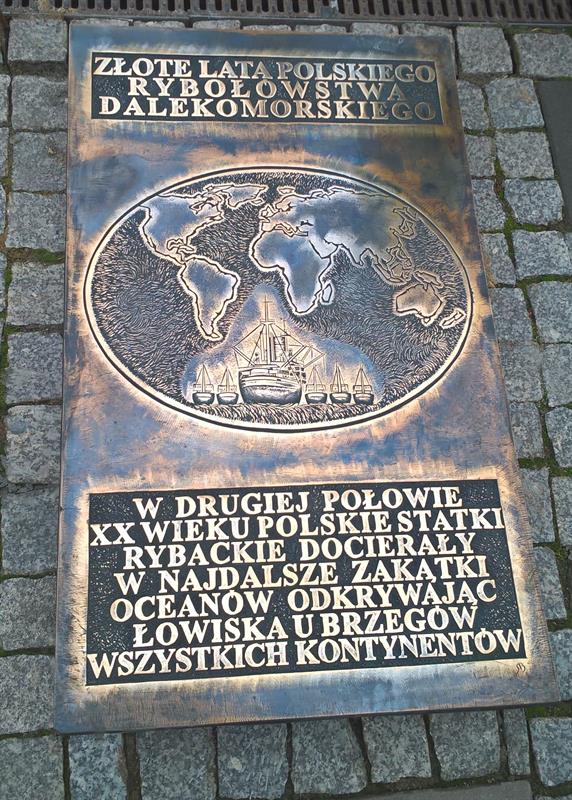 ZŁOTE LATA POLSKIEGO
RYBOŁÓWSTWA
DALEKOMORSKIEGO
W DRUGIEJ POŁOWIE
XX WIEKU POLSKIE STATKI
RYBACKIE DOCIERAŁY
W NAJDALSZE ZAKĄTKI
OCEANÓW ODKRYWAJĄC
ŁOWISKA U BRZEGÓW
WSZYSTKICH KONTYNENTÓW